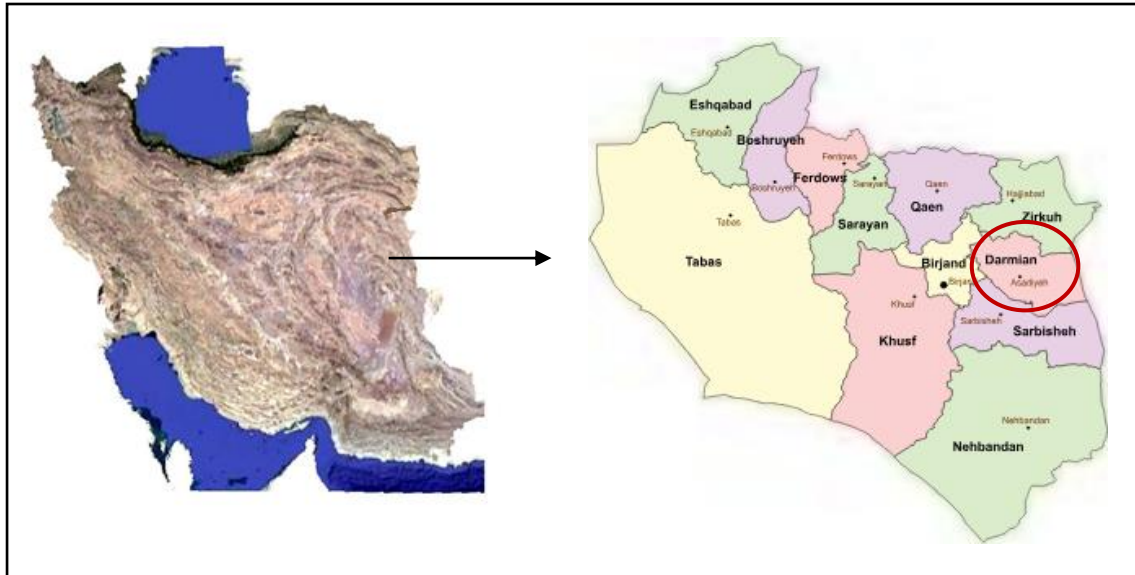 Eshqabad
Eshqabad
Boshruyeh
Boshruyeh
Ferdows
Ferdows
Sarayan
Sarayan
Qaen
Qaen
Hajiabad
Zirkuh
Tabas
Tabas
Birjand
Darmian
Asadiyeh
Khusf
Khusf
Sarbisheh
Sarbisheh
Nehbandan
Nehbandan